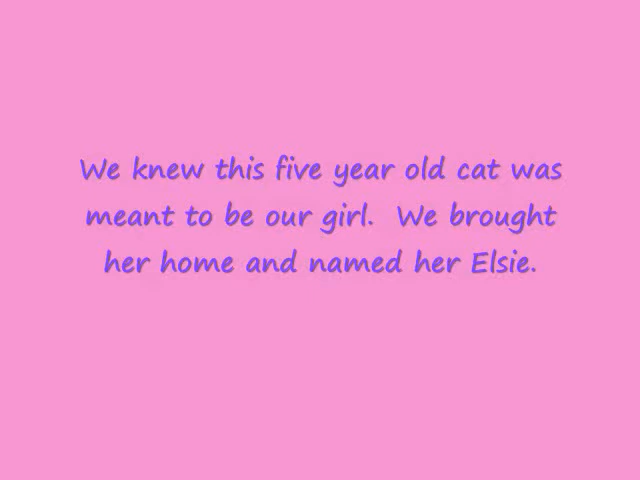 We knew this five year old cat was
meant to be our girl.  We brought
her home and named her Elsie.